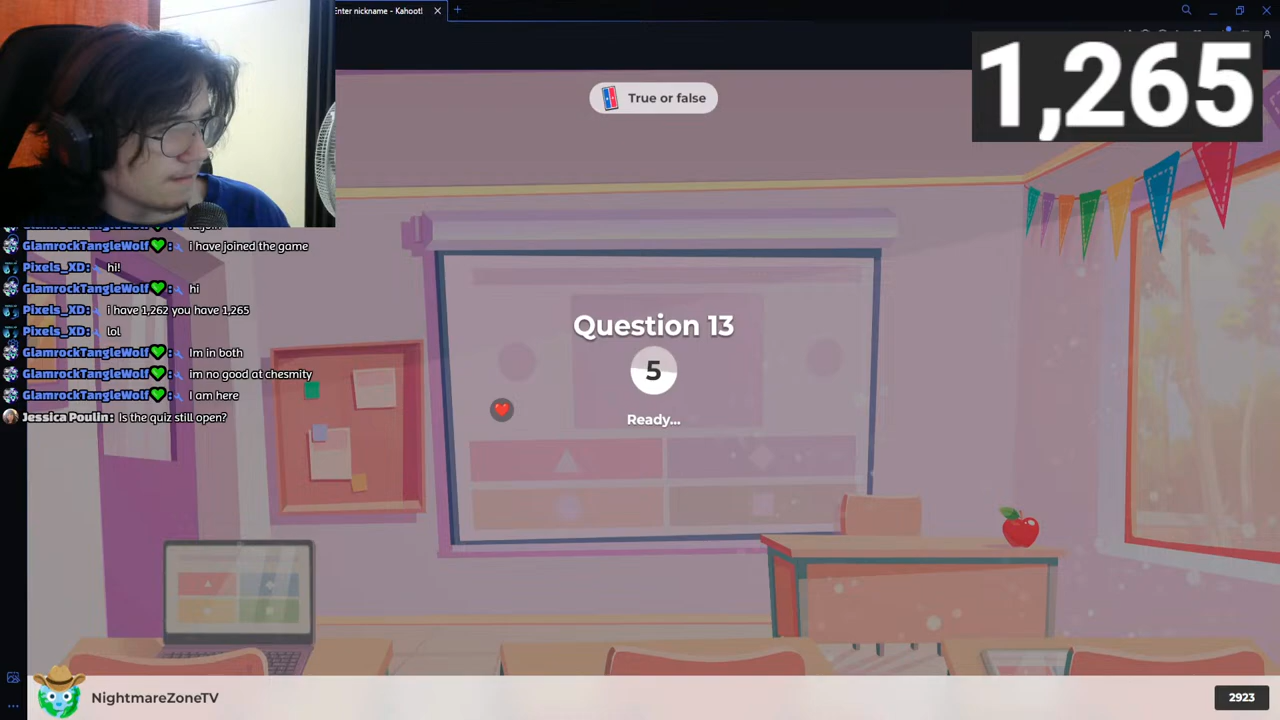 Enter nickname - Kahoot!
1,265
True or false
GlamrockTangleWolf💚: i have joined the game
Pixels_XD: hi!
GlamrockTangleWolf💚: hi
Pixels_XD: i have 1,262 you have 1,265
Pixels_XD: lol
GlamrockTangleWolf💚: Im in both
GlamrockTangleWolf💚: im no good at chesmity
GlamrockTangleWolf💚: I am here
Jessica Poulin: Is the quiz still open?
Question 13
5
Ready...
NightmareZoneTV
2923